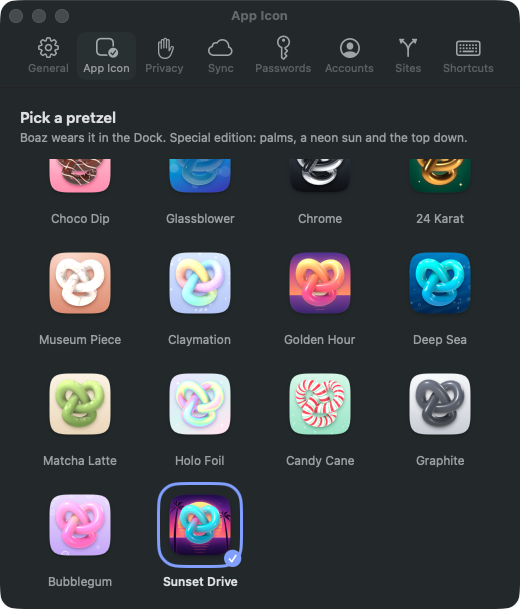 App Icon
General
App Icon
Privacy
Sync
Passwords
Accounts
Sites
Shortcuts
Pick a pretzel
Boaz wears it in the Dock. Special edition: palms, a neon sun and the top down.
Choco Dip
Glassblower
Chrome
24 Karat
Museum Piece
Claymation
Golden Hour
Deep Sea
Matcha Latte
Holo Foil
Candy Cane
Graphite
Bubblegum
Sunset Drive